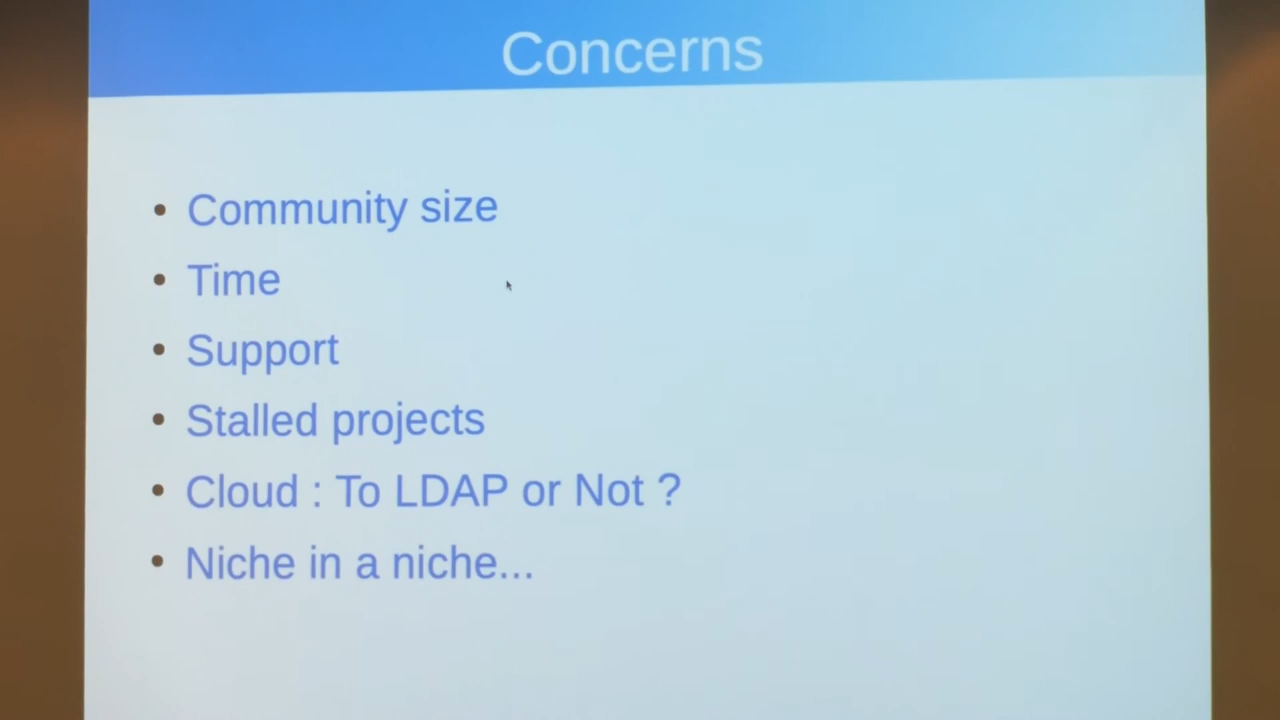 Concerns
• Community size
• Time
• Support
• Stalled projects
• Cloud : To LDAP or Not ?
• Niche in a niche...